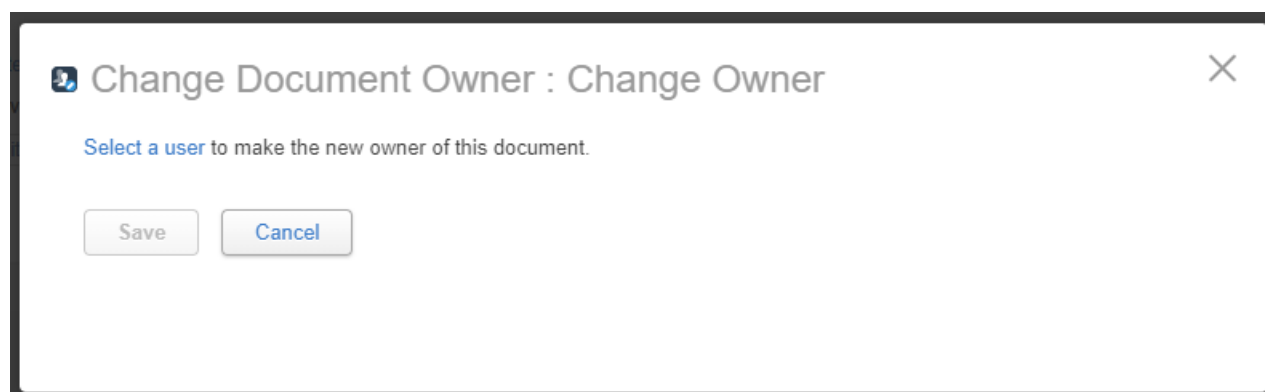 Change Document Owner : Change Owner
Select a user to make the new owner of this document.
Save Cancel